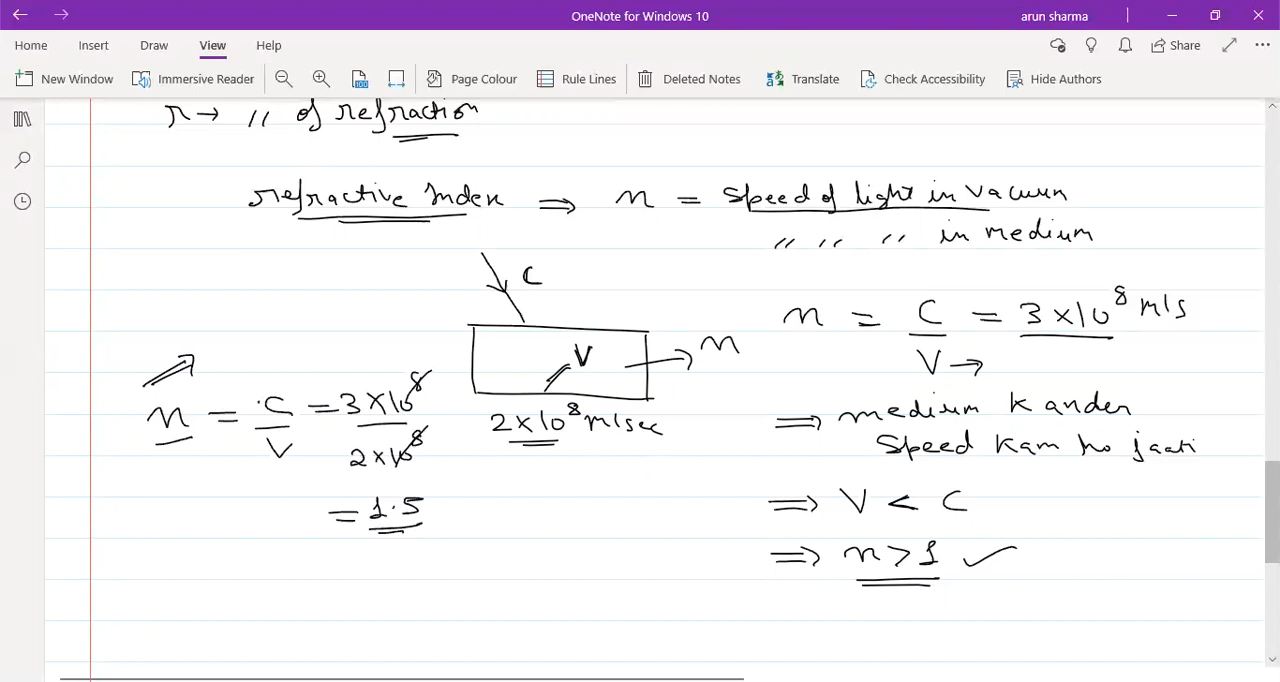 OneNote for Windows 10
arun sharma
Home Insert Draw View Help
Share
New Window Immersive Reader Page Colour Rule Lines Deleted Notes Translate Check Accessibility Hide Authors
r → " of refraction
refractive Index ⇒ n = Speed of light in vacuum
" " " in medium
C
V
→ n
2×10⁸ m/sec
n = C/V = 3×10⁸ m/s
V →
n = C/V = 3×10⁸/2×10⁸
= 1.5
⇒ medium k ander
Speed kam ho jaati
⇒ V < C
⇒ n > 1 ✓